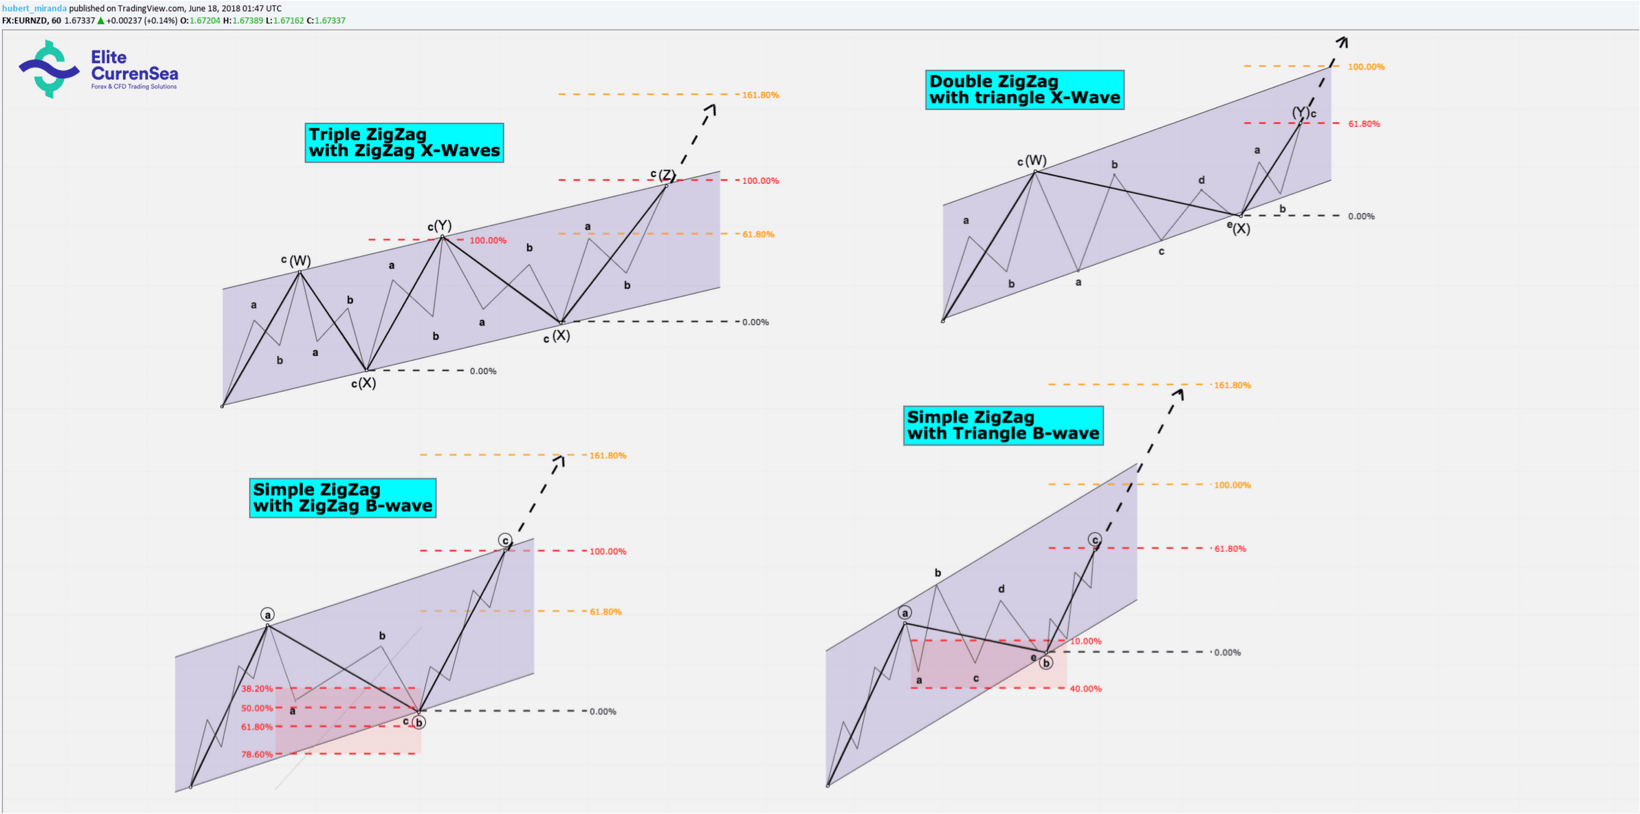 hubert_miranda published on TradingView.com, June 18, 2018 01:47 UTC
FX:EURNZD, 60 1.67337 ▲ +0.00237 (+0.14%) O:1.67204 H:1.67389 L:1.67162 C:1.67337
Elite
CurrenSea
Forex & CFD Trading Solutions
Triple ZigZag
with ZigZag X-Waves
161.80%
c (Z)
100.00%
c (Y)
100.00%
a
61.80%
c (W)
a
b
b
a
b
0.00%
a
b
a
b
c (X)
c (X)
0.00%
Double ZigZag
with triangle X-Wave
100.00%
(Y) c
61.80%
c (W)
b
a
d
a
b
a
c
b
e (X)
0.00%
Simple ZigZag
with ZigZag B-wave
161.80%
c
100.00%
a
61.80%
b
38.20%
a
50.00%
c b
0.00%
61.80%
78.60%
Simple ZigZag
with Triangle B-wave
161.80%
100.00%
c
61.80%
b
a
d
10.00%
e
b
0.00%
a
c
40.00%